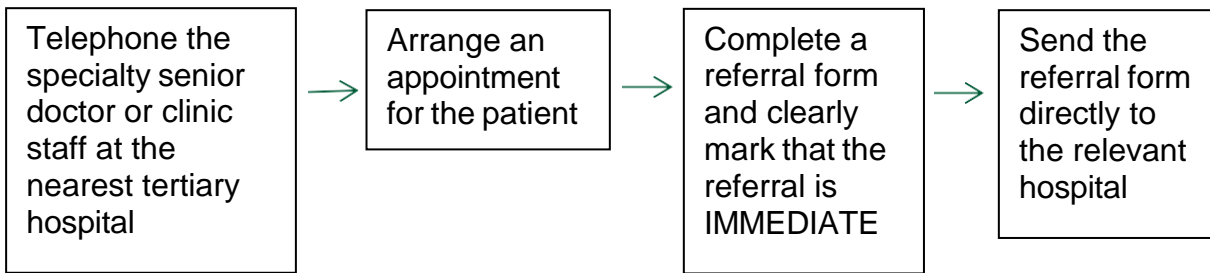 Telephone the
specialty senior
doctor or clinic
staff at the
nearest tertiary
hospital
Arrange an
appointment
for the patient
Complete a
referral form
and clearly
mark that the
referral is
IMMEDIATE
Send the
referral form
directly to
the relevant
hospital